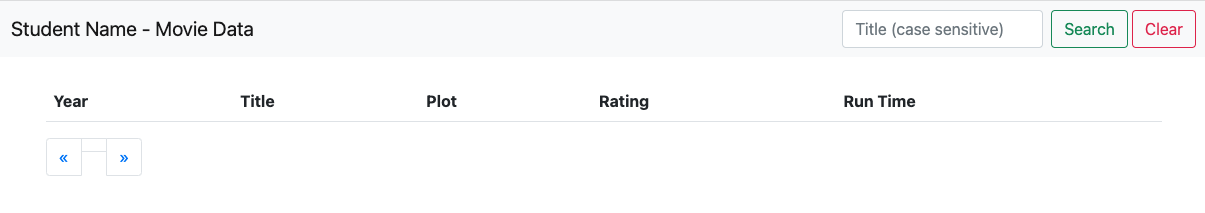 Student Name - Movie Data
Title (case sensitive) Search Clear
Year Title Plot Rating Run Time
« »